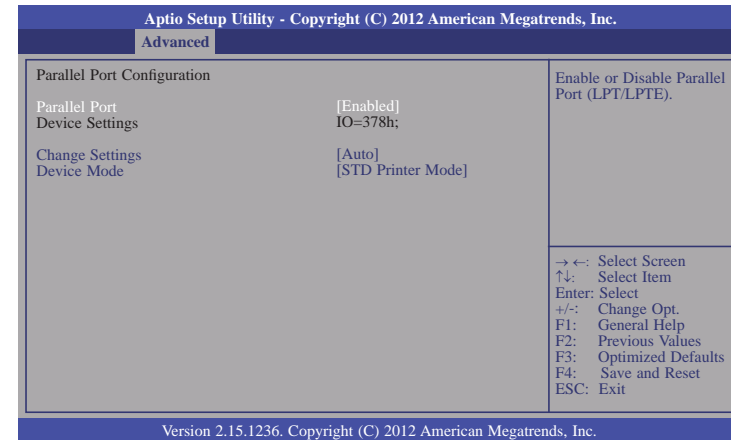 Aptio Setup Utility - Copyright (C) 2012 American Megatrends, Inc.
Advanced
Parallel Port Configuration
Parallel Port [Enabled]
Device Settings IO=378h;
Change Settings [Auto]
Device Mode [STD Printer Mode]
Enable or Disable Parallel
Port (LPT/LPTE).
→ ←: Select Screen
↑↓: Select Item
Enter: Select
+/-: Change Opt.
F1: General Help
F2: Previous Values
F3: Optimized Defaults
F4: Save and Reset
ESC: Exit
Version 2.15.1236. Copyright (C) 2012 American Megatrends, Inc.